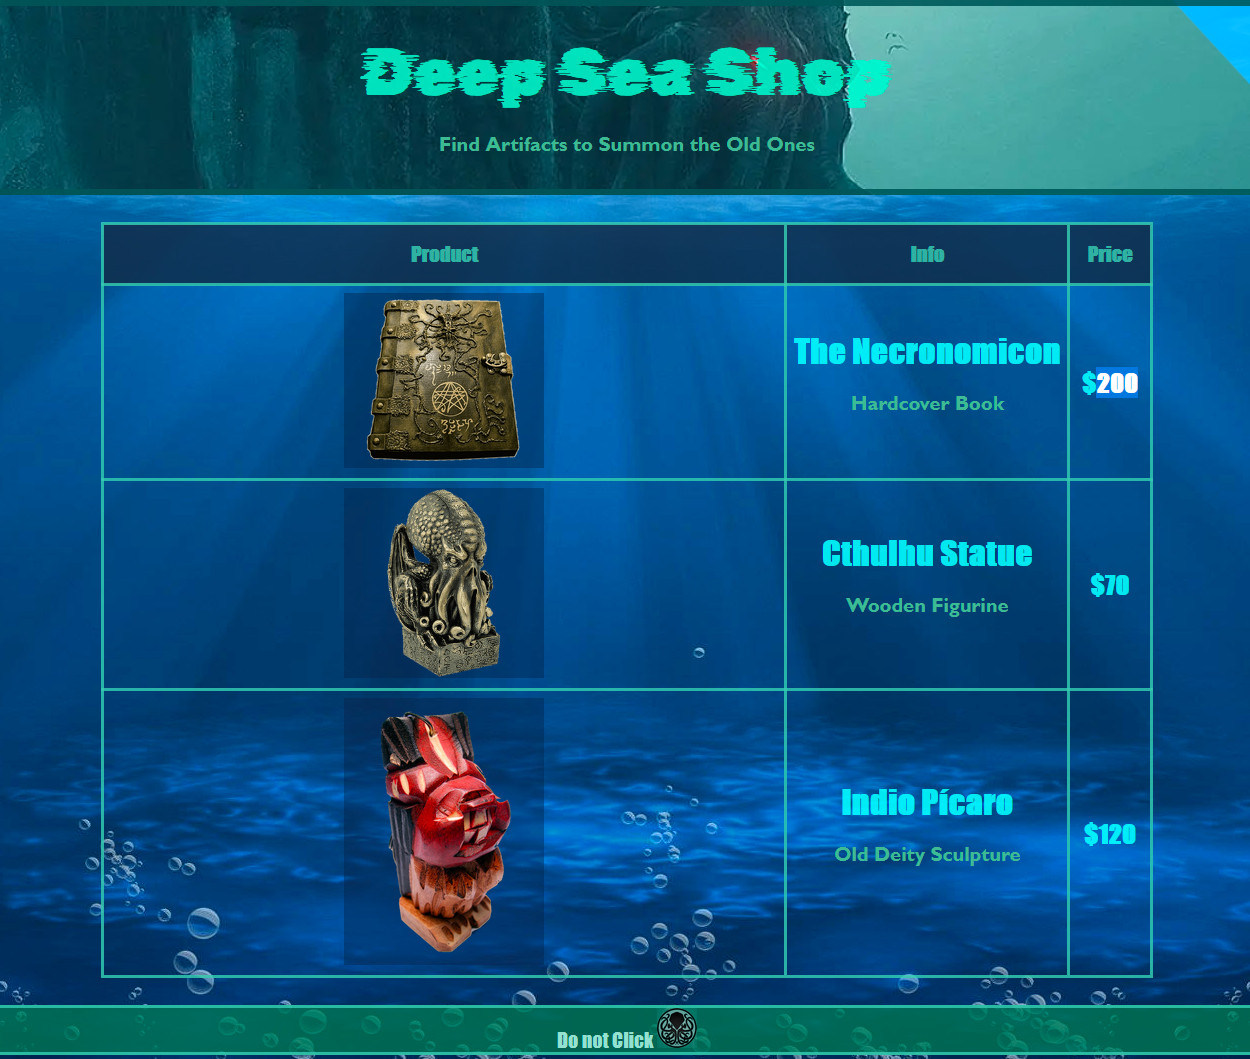 Deep Sea Shop
Find Artifacts to Summon the Old Ones
Product Info Price
The Necronomicon
Hardcover Book
$200
Cthulhu Statue
Wooden Figurine
$70
Indio Pícaro
Old Deity Sculpture
$120
Do not Click